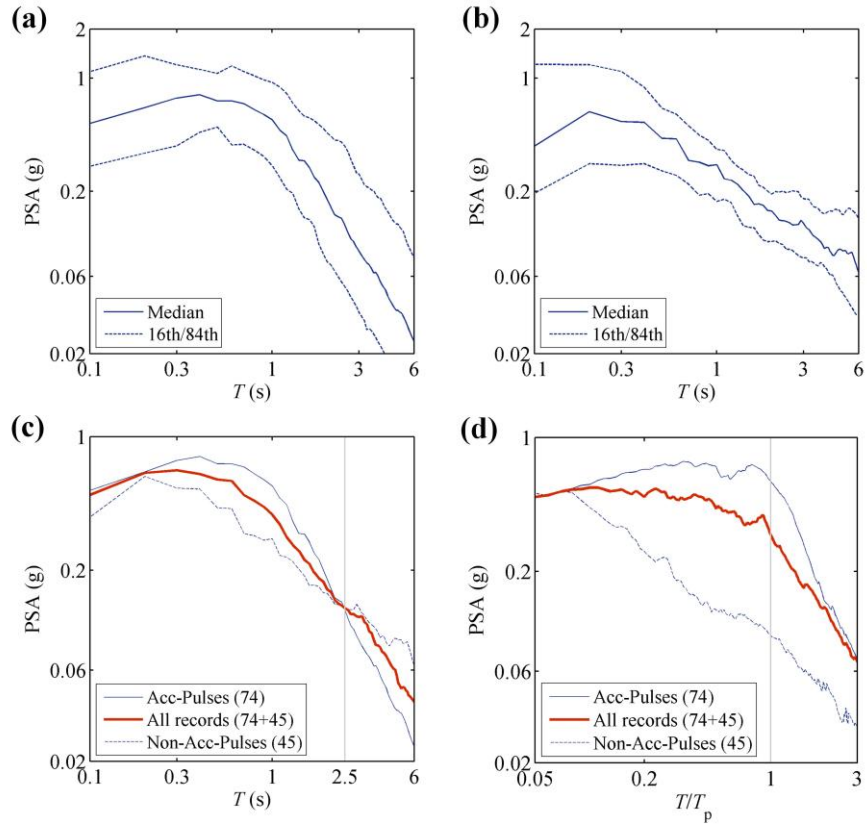 (a)
2
1
0.2
0.06
0.02
PSA (g)
Median
16th/84th
0.1
0.3
1
6
T (s)
(b)
2
1
0.2
0.06
0.02
PSA (g)
Median
16th/84th
0.1
0.3
1
6
T (s)
(c)
1
0.2
0.06
0.02
PSA (g)
Acc-Pulses (74)
All records (74+45)
Non-Acc-Pulses (45)
0.1
0.3
1
2.5
6
T (s)
(d)
1
0.2
0.06
0.02
PSA (g)
Acc-Pulses (74)
All records (74+45)
Non-Acc-Pulses (45)
0.05
0.2
1
3
T/Tp